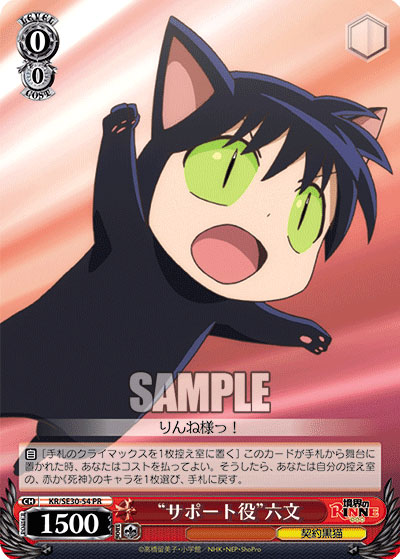 LEVEL
0
0
COST
SAMPLE
りんね様っ!
自 [手札のクライマックスを1枚控え室に置く] このカードが手札から舞台に
置かれた時、あなたはコストを払ってよい。そうしたら、あなたは自分の控え室
の、赤か《死神》のキャラを1枚選び、手札に戻す。
CH KR/SE30-S4 PR
POWER
1500
“サポート役”六文
境界のRINNE
契約黒猫
©高橋留美子・小学館/NHK・NEP・ShoPro